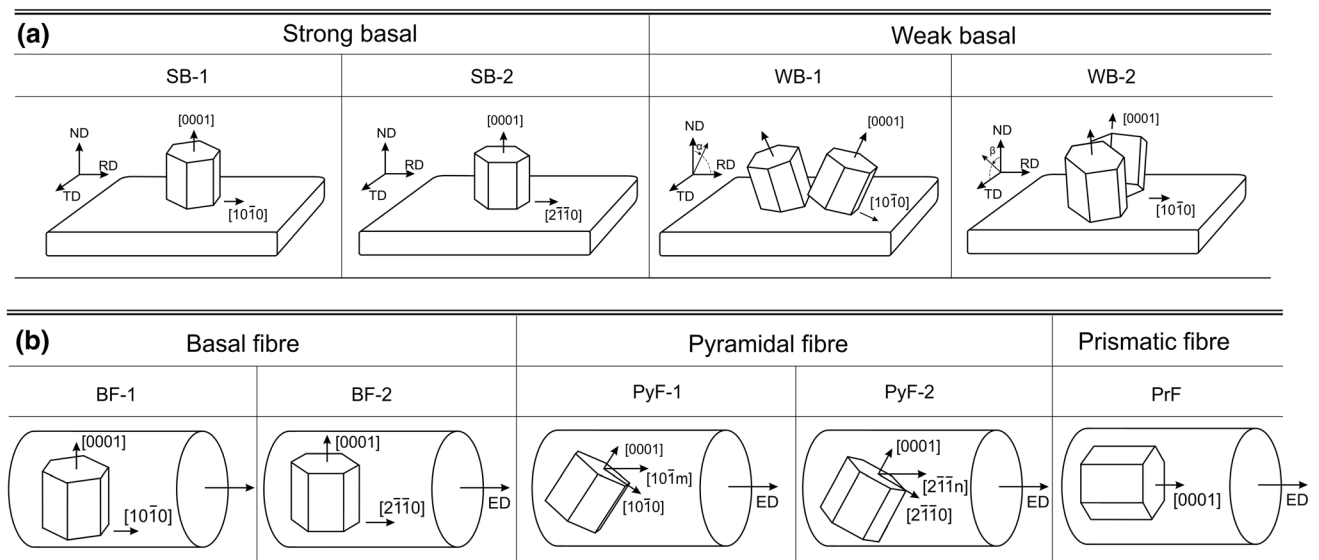 (a) Strong basal Weak basal
SB-1 SB-2 WB-1 WB-2
ND RD TD [0001] [101̄0]
ND RD TD [0001] [21̄1̄0]
ND α RD TD [0001] [101̄0]
ND β RD TD [0001] [101̄0]
(b) Basal fibre Pyramidal fibre Prismatic fibre
BF-1 BF-2 PyF-1 PyF-2 PrF
[0001] [101̄0]
[0001] [21̄1̄0] ED
[0001] [101̄m] [101̄0] ED
[0001] [21̄1̄n] [21̄1̄0] ED
[0001] ED